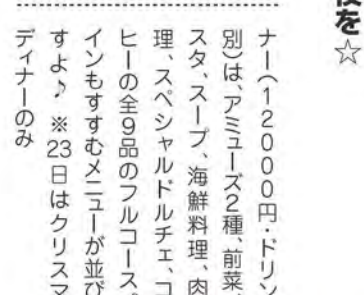 を☆
ナー(12000円・ドリン
別)は、アミューズ2種、前菜、
スタ、スープ、海鮮料理、肉
理、スペシャルドルチェ、コ
ヒーの全9品のフルコース。
インもすすむメニューが並び
すよ♪ ※23日はクリスマ
ディナーのみ